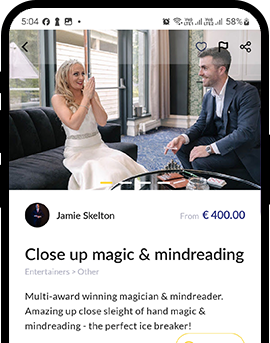 5:04
58%
Jamie Skelton
From € 400.00
Close up magic & mindreading
Entertainers > Other
Multi-award winning magician & mindreader.
Amazing up close sleight of hand magic &
mindreading - the perfect ice breaker!